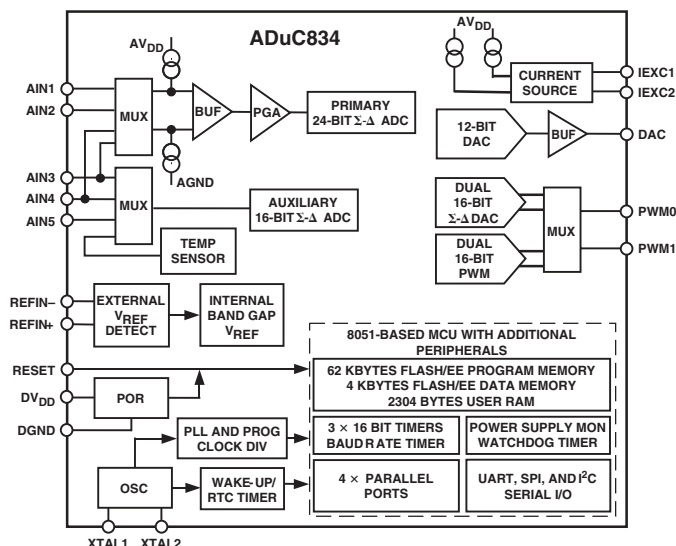 ADuC834
AVDD
AIN1
AIN2
MUX
BUF
PGA
PRIMARY
24-BIT Σ-Δ ADC
AGND
AIN3
AIN4
AIN5
MUX
AUXILIARY
16-BIT Σ-Δ ADC
TEMP
SENSOR
AVDD
CURRENT
SOURCE
IEXC1
IEXC2
12-BIT
DAC
BUF
DAC
DUAL
16-BIT
Σ-Δ DAC
DUAL
16-BIT
PWM
MUX
PWM0
PWM1
REFIN–
REFIN+
EXTERNAL
VREF
DETECT
INTERNAL
BAND GAP
VREF
RESET
DVDD
DGND
POR
PLL AND PROG
CLOCK DIV
OSC
WAKE-UP/
RTC TIMER
XTAL1
XTAL2
8051-BASED MCU WITH ADDITIONAL
PERIPHERALS
62 KBYTES FLASH/EE PROGRAM MEMORY
4 KBYTES FLASH/EE DATA MEMORY
2304 BYTES USER RAM
3 × 16 BIT TIMERS
BAUD RATE TIMER
POWER SUPPLY MON
WATCHDOG TIMER
4 × PARALLEL
PORTS
UART, SPI, AND I²C
SERIAL I/O